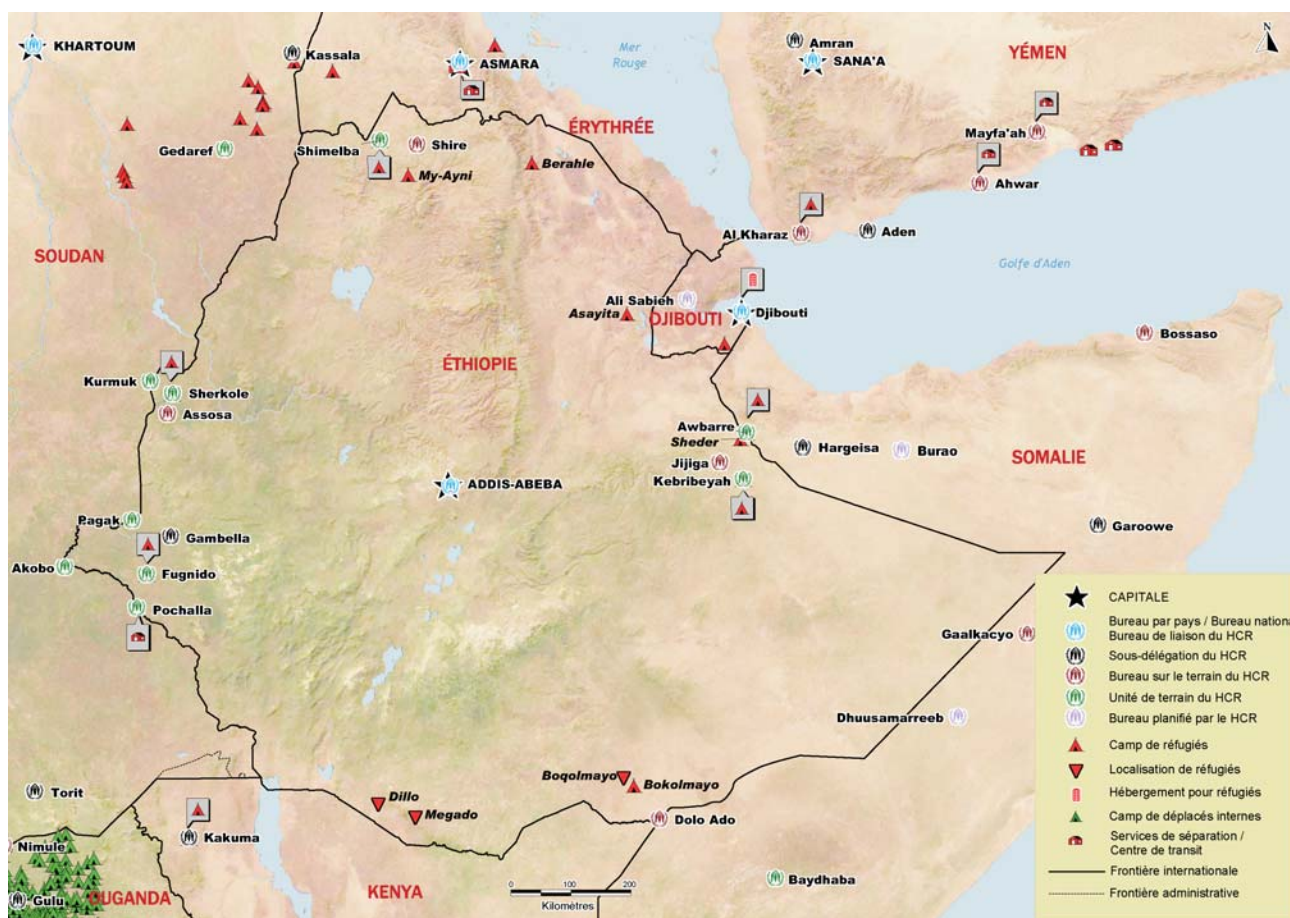 KHARTOUM
Kassala
ASMARA
Mer
Rouge
Amran
SANA'A
YÉMEN
N
ÉRYTHRÉE
Mayfa'ah
Gedaref
Shimelba
Shire
My-Ayni
Berahle
Ahwar
SOUDAN
Al Kharaz
Aden
Golfe d'Aden
Ali Sabieh
Asayita
DJIBOUTI
Djibouti
Bossaso
ÉTHIOPIE
Kurmuk
Sherkole
Assosa
Awbarre
Sheder
Hargeisa
Burao
SOMALIE
Jijiga
Kebribeyah
ADDIS-ABEBA
Pagak
Gambella
Garoowe
Akobo
Fugnido
Pochalla
Gaalkacyo
Dhuusamarreeb
Boqolmayo
Bokolmayo
Torit
Dillo
Megado
Dolo Ado
Kakuma
Nimule
Baydhaba
Gulu
OUGANDA
KENYA
0 100 200
Kilomètres
CAPITALE
Bureau par pays / Bureau nationa
Bureau de liaison du HCR
Sous-délégation du HCR
Bureau sur le terrain du HCR
Unité de terrain du HCR
Bureau planifié par le HCR
Camp de réfugiés
Localisation de réfugiés
Hébergement pour réfugiés
Camp de déplacés internes
Services de séparation /
Centre de transit
Frontière internationale
Frontière administrative